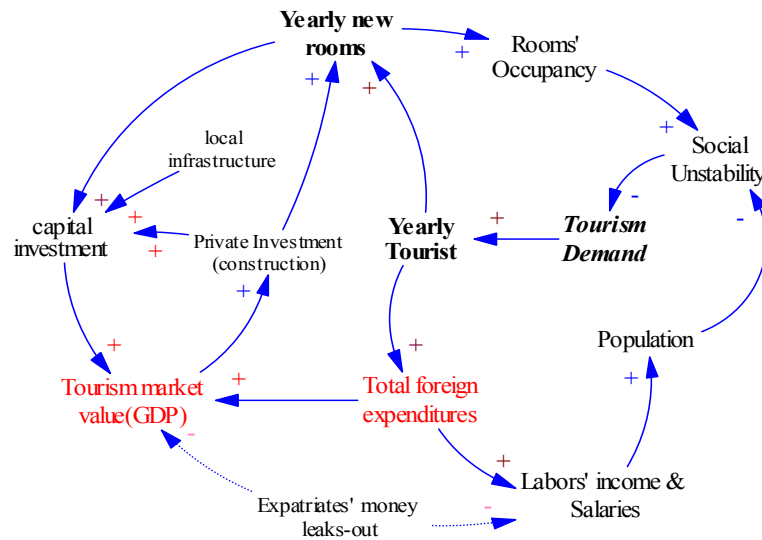 Yearly new
rooms
+
+
+
Rooms'
Occupancy
+
local
infrastructure
Social
Unstability
-
-
+
+
+
capital
investment
Private Investment
(construction)
+
Yearly
Tourist
+
Tourism
Demand
+
+
Population
+
Tourism market
value(GDP)
+
Total foreign
expenditures
-
+
Labors' income &
Salaries
Expatriates' money
leaks-out
-